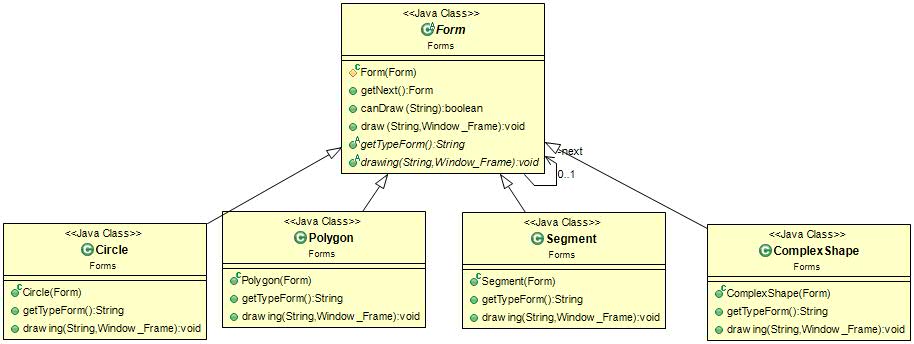 <<Java Class>>
Form
Forms
Form(Form)
getNext():Form
canDraw(String):boolean
draw(String,Window_Frame):void
getTypeForm():String
drawing(String,Window_Frame):void
-next
0..1
<<Java Class>>
Circle
Forms
Circle(Form)
getTypeForm():String
drawing(String,Window_Frame):void
<<Java Class>>
Polygon
Forms
Polygon(Form)
getTypeForm():String
drawing(String,Window_Frame):void
<<Java Class>>
Segment
Forms
Segment(Form)
getTypeForm():String
drawing(String,Window_Frame):void
<<Java Class>>
ComplexShape
Forms
ComplexShape(Form)
getTypeForm():String
drawing(String,Window_Frame):void